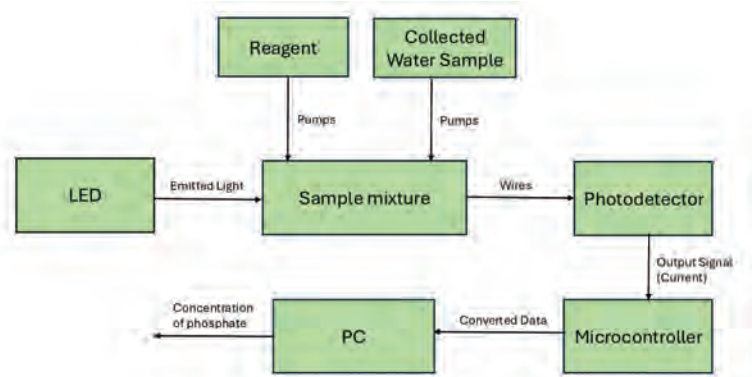 Reagent
Collected
Water Sample
Pumps
Pumps
LED
Emitted Light
Sample mixture
Wires
Photodetector
Output Signal
(Current)
Concentration
of phosphate
PC
Converted Data
Microcontroller